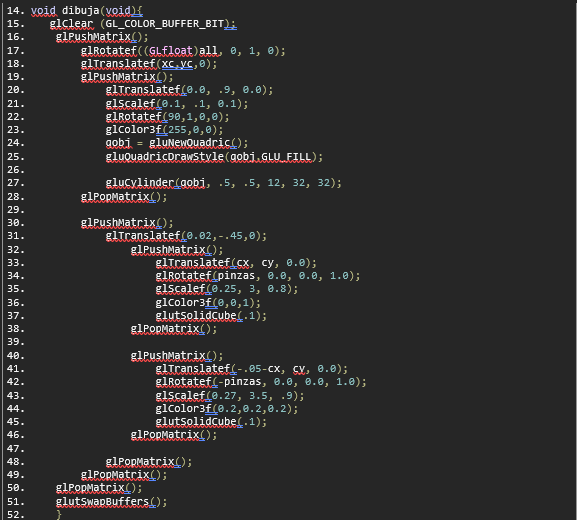 14. void dibuja(void){
15.    glClear (GL_COLOR_BUFFER_BIT);
16.     glPushMatrix();
17.         glRotatef((GLfloat)all, 0, 1, 0);
18.         glTranslatef(xc,yc,0);
19.         glPushMatrix();
20.             glTranslatef(0.0, .9, 0.0);
21.             glScalef(0.1, .1, 0.1);
22.             glRotatef(90,1,0,0);
23.             glColor3f(255,0,0);
24.             qobj = gluNewQuadric();
25.             gluQuadricDrawStyle(qobj,GLU_FILL);
26.
27.             gluCylinder(qobj, .5, .5, 12, 32, 32);
28.         glPopMatrix();
29.
30.         glPushMatrix();
31.             glTranslatef(0.02,-.45,0);
32.                 glPushMatrix();
33.                     glTranslatef(cx, cy, 0.0);
34.                     glRotatef(pinzas, 0.0, 0.0, 1.0);
35.                     glScalef(0.25, 3, 0.8);
36.                     glColor3f(0,0,1);
37.                     glutSolidCube(.1);
38.                 glPopMatrix();
39.
40.                 glPushMatrix();
41.                     glTranslatef(-.05-cx, cy, 0.0);
42.                     glRotatef(-pinzas, 0.0, 0.0, 1.0);
43.                     glScalef(0.27, 3.5, .9);
44.                     glColor3f(0.2,0.2,0.2);
45.                     glutSolidCube(.1);
46.                 glPopMatrix();
47.
48.             glPopMatrix();
49.         glPopMatrix();
50.     glPopMatrix();
51.     glutSwapBuffers();
52.     }